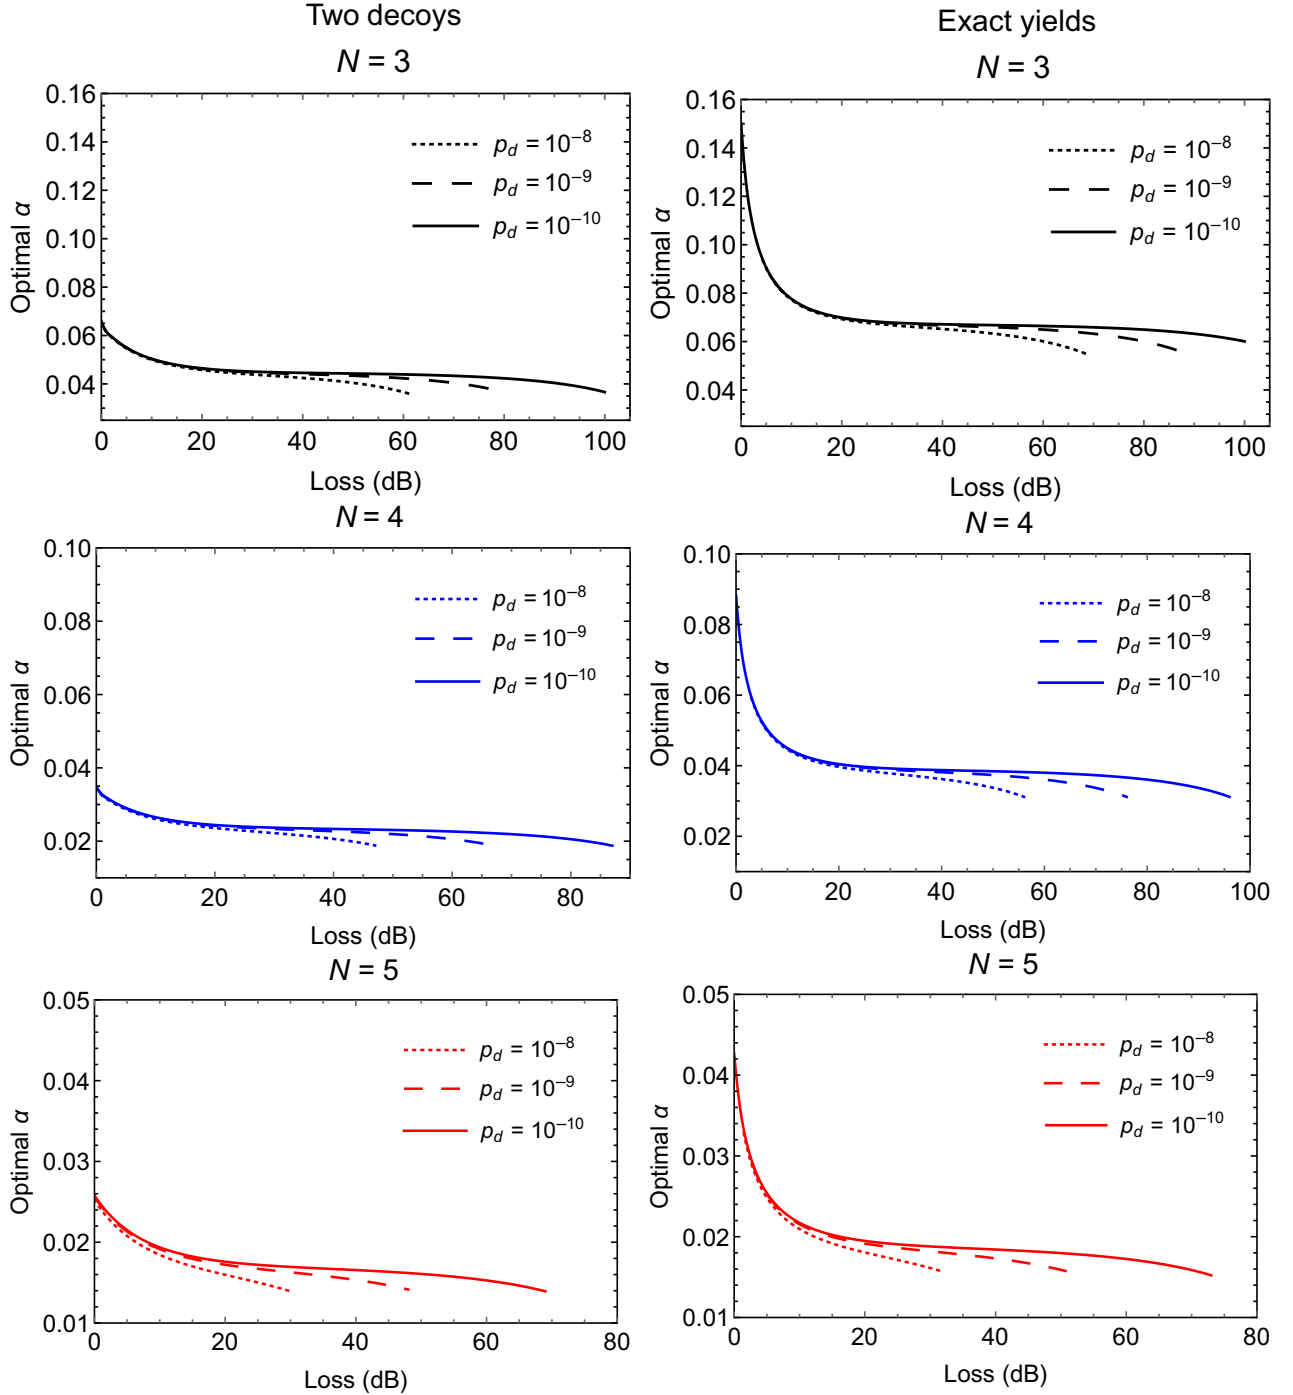 Two decoys
Exact yields
N = 3
N = 3
0.16
0.14
0.12
0.10
0.08
0.06
0.04
Optimal α
p_d = 10⁻⁸
p_d = 10⁻⁹
p_d = 10⁻¹⁰
0 20 40 60 80 100
Loss (dB)
0.16
0.14
0.12
0.10
0.08
0.06
0.04
Optimal α
p_d = 10⁻⁸
p_d = 10⁻⁹
p_d = 10⁻¹⁰
0 20 40 60 80 100
Loss (dB)
N = 4
N = 4
0.10
0.08
0.06
0.04
0.02
Optimal α
p_d = 10⁻⁸
p_d = 10⁻⁹
p_d = 10⁻¹⁰
0 20 40 60 80
Loss (dB)
0.10
0.08
0.06
0.04
0.02
Optimal α
p_d = 10⁻⁸
p_d = 10⁻⁹
p_d = 10⁻¹⁰
0 20 40 60 80 100
Loss (dB)
N = 5
N = 5
0.05
0.04
0.03
0.02
0.01
Optimal α
p_d = 10⁻⁸
p_d = 10⁻⁹
p_d = 10⁻¹⁰
0 20 40 60 80
Loss (dB)
0.05
0.04
0.03
0.02
0.01
Optimal α
p_d = 10⁻⁸
p_d = 10⁻⁹
p_d = 10⁻¹⁰
0 20 40 60 80
Loss (dB)